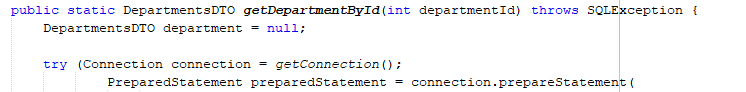 public static DepartmentsDTO getDepartmentById(int departmentId) throws SQLException {
DepartmentsDTO department = null;
try (Connection connection = getConnection();
PreparedStatement preparedStatement = connection.prepareStatement(